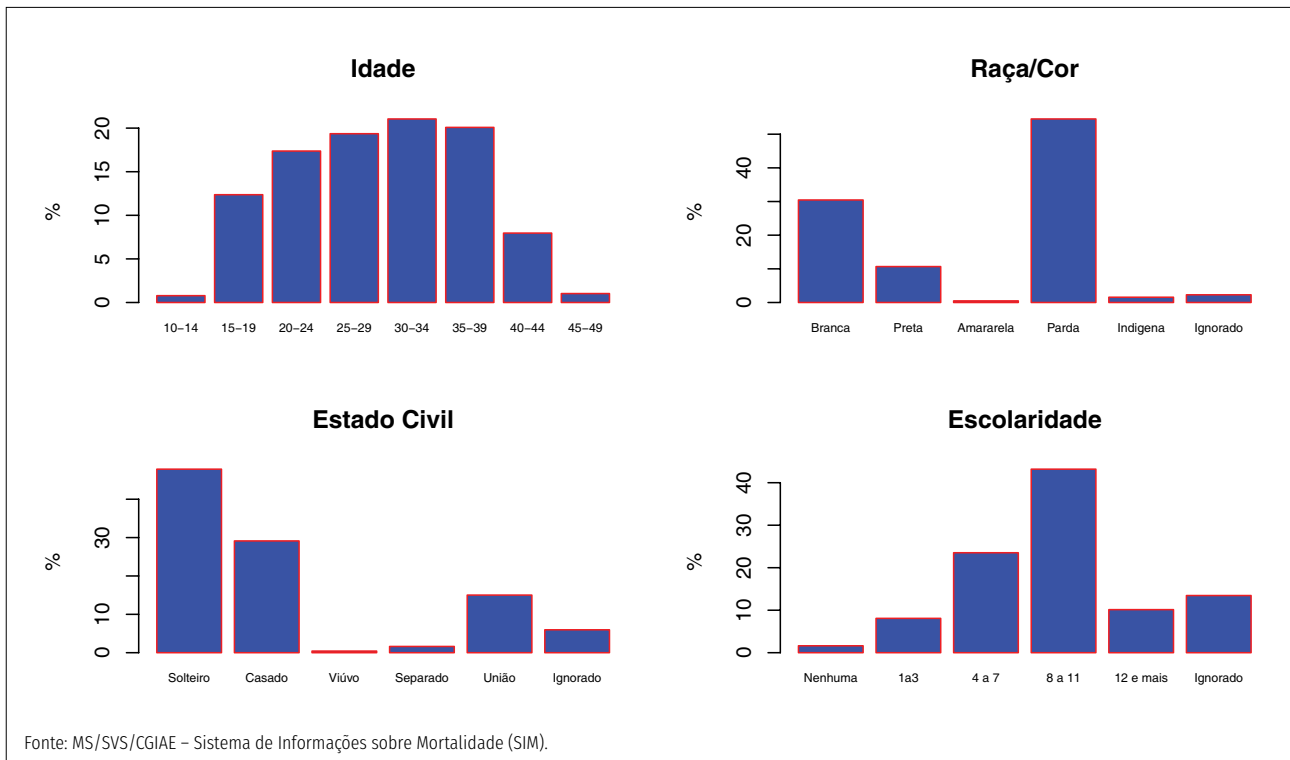 Idade
%
20
15
10
5
0
10–14 15–19 20–24 25–29 30–34 35–39 40–44 45–49
Raça/Cor
%
40
20
0
Branca Preta Amararela Parda Indigena Ignorado
Estado Civil
%
30
10
0
Solteiro Casado Viúvo Separado União Ignorado
Escolaridade
%
40
30
20
10
0
Nenhuma 1a3 4 a 7 8 a 11 12 e mais Ignorado
Fonte: MS/SVS/CGIAE – Sistema de Informações sobre Mortalidade (SIM).